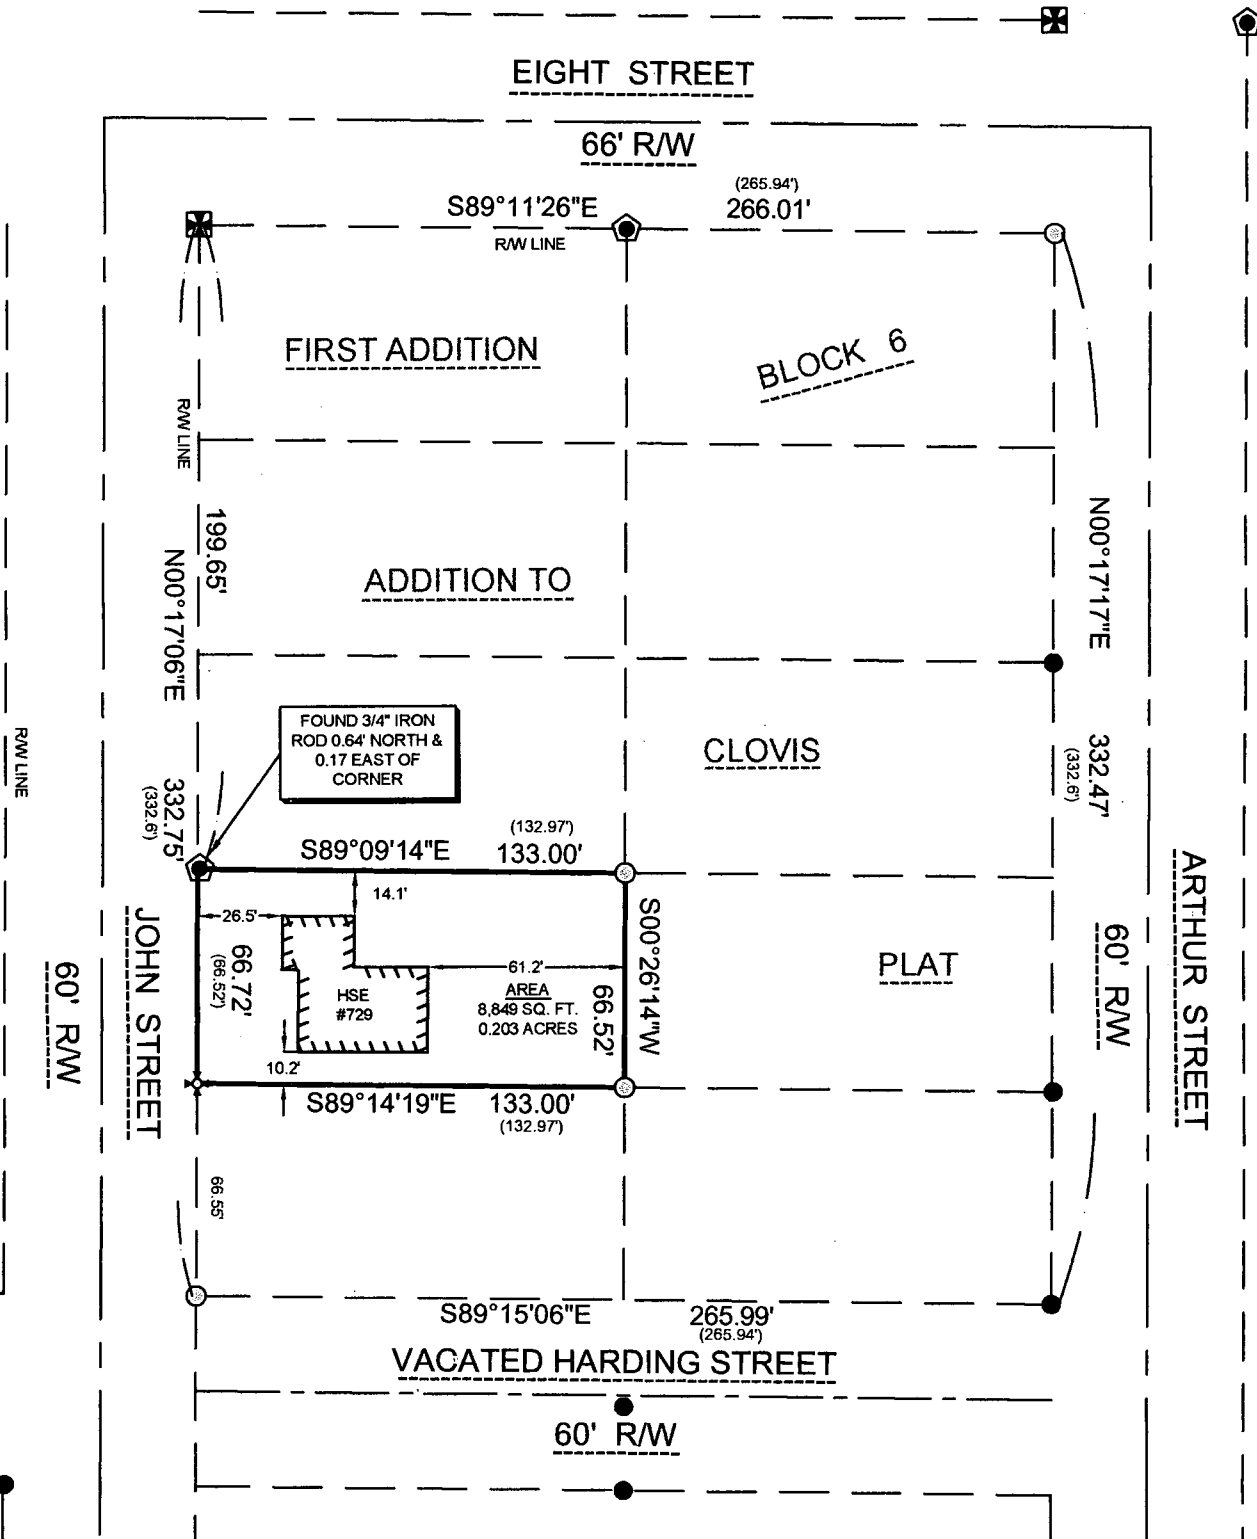 EIGHT STREET
66' R/W
(265.94')
S89°11'26"E 266.01'
R/W LINE
FIRST ADDITION
BLOCK 6
R/W LINE
199.65'
N00°17'06"E
N00°17'17"E
ADDITION TO
FOUND 3/4" IRON
ROD 0.64' NORTH &
0.17 EAST OF
CORNER
CLOVIS
R/W LINE
332.75'
(332.6')
332.47'
(332.6')
(132.97')
S89°09'14"E 133.00'
14.1'
26.5'
66.72'
(66.52')
HSE
#729
61.2'
AREA
8,849 SQ. FT.
0.203 ACRES
S00°26'14"W
66.52'
PLAT
JOHN STREET
60' R/W
ARTHUR STREET
60' R/W
10.2'
S89°14'19"E 133.00'
(132.97')
66.55'
S89°15'06"E 265.99'
(265.94')
VACATED HARDING STREET
60' R/W